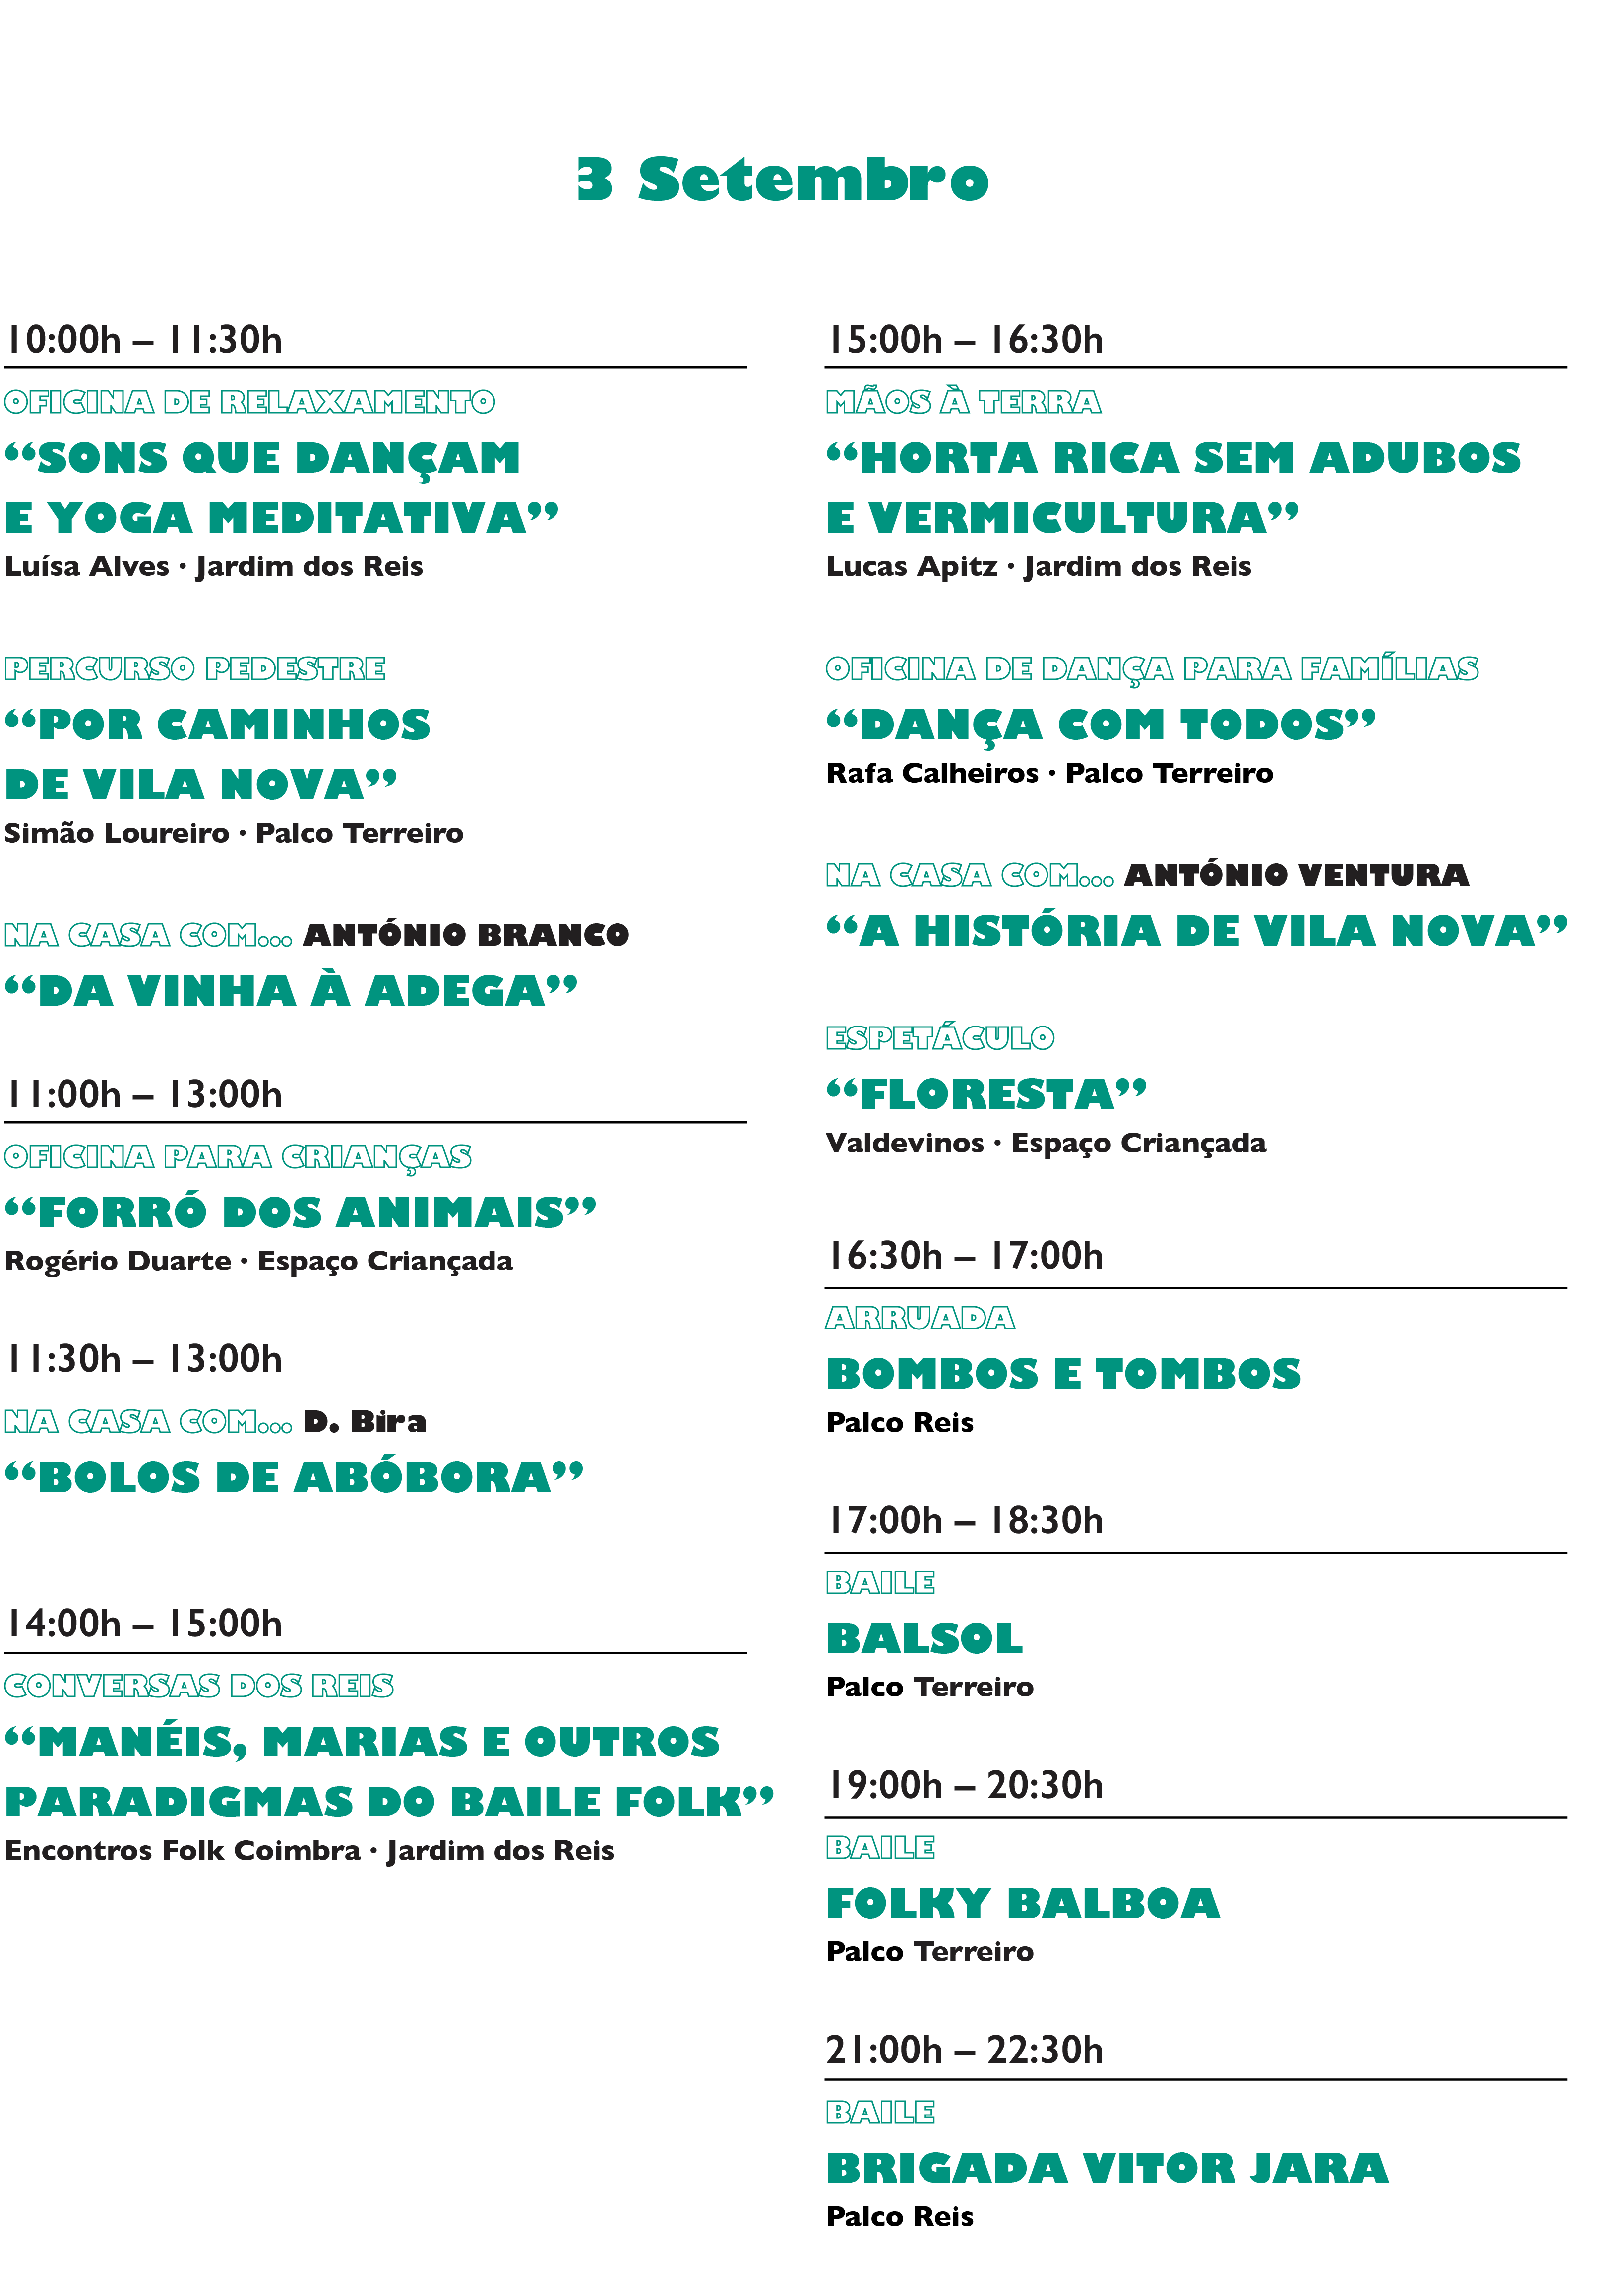 3 Setembro
10:00h – 11:30h
OFICINA DE RELAXAMENTO
“SONS QUE DANÇAM
E YOGA MEDITATIVA”
Luísa Alves • Jardim dos Reis
PERCURSO PEDESTRE
“POR CAMINHOS
DE VILA NOVA”
Simão Loureiro • Palco Terreiro
NA CASA COM... ANTÓNIO BRANCO
“DA VINHA À ADEGA”
11:00h – 13:00h
OFICINA PARA CRIANÇAS
“FORRÓ DOS ANIMAIS”
Rogério Duarte • Espaço Criançada
11:30h – 13:00h
NA CASA COM... D. Bira
“BOLOS DE ABÓBORA”
14:00h – 15:00h
CONVERSAS DOS REIS
“MANÉIS, MARIAS E OUTROS
PARADIGMAS DO BAILE FOLK”
Encontros Folk Coimbra • Jardim dos Reis
15:00h – 16:30h
MÃOS À TERRA
“HORTA RICA SEM ADUBOS
E VERMICULTURA”
Lucas Apitz • Jardim dos Reis
OFICINA DE DANÇA PARA FAMÍLIAS
“DANÇA COM TODOS”
Rafa Calheiros • Palco Terreiro
NA CASA COM... ANTÓNIO VENTURA
“A HISTÓRIA DE VILA NOVA”
ESPETÁCULO
“FLORESTA”
Valdevinos • Espaço Criançada
16:30h – 17:00h
ARRUADA
BOMBOS E TOMBOS
Palco Reis
17:00h – 18:30h
BAILE
BALSOL
Palco Terreiro
19:00h – 20:30h
BAILE
FOLKY BALBOA
Palco Terreiro
21:00h – 22:30h
BAILE
BRIGADA VITOR JARA
Palco Reis